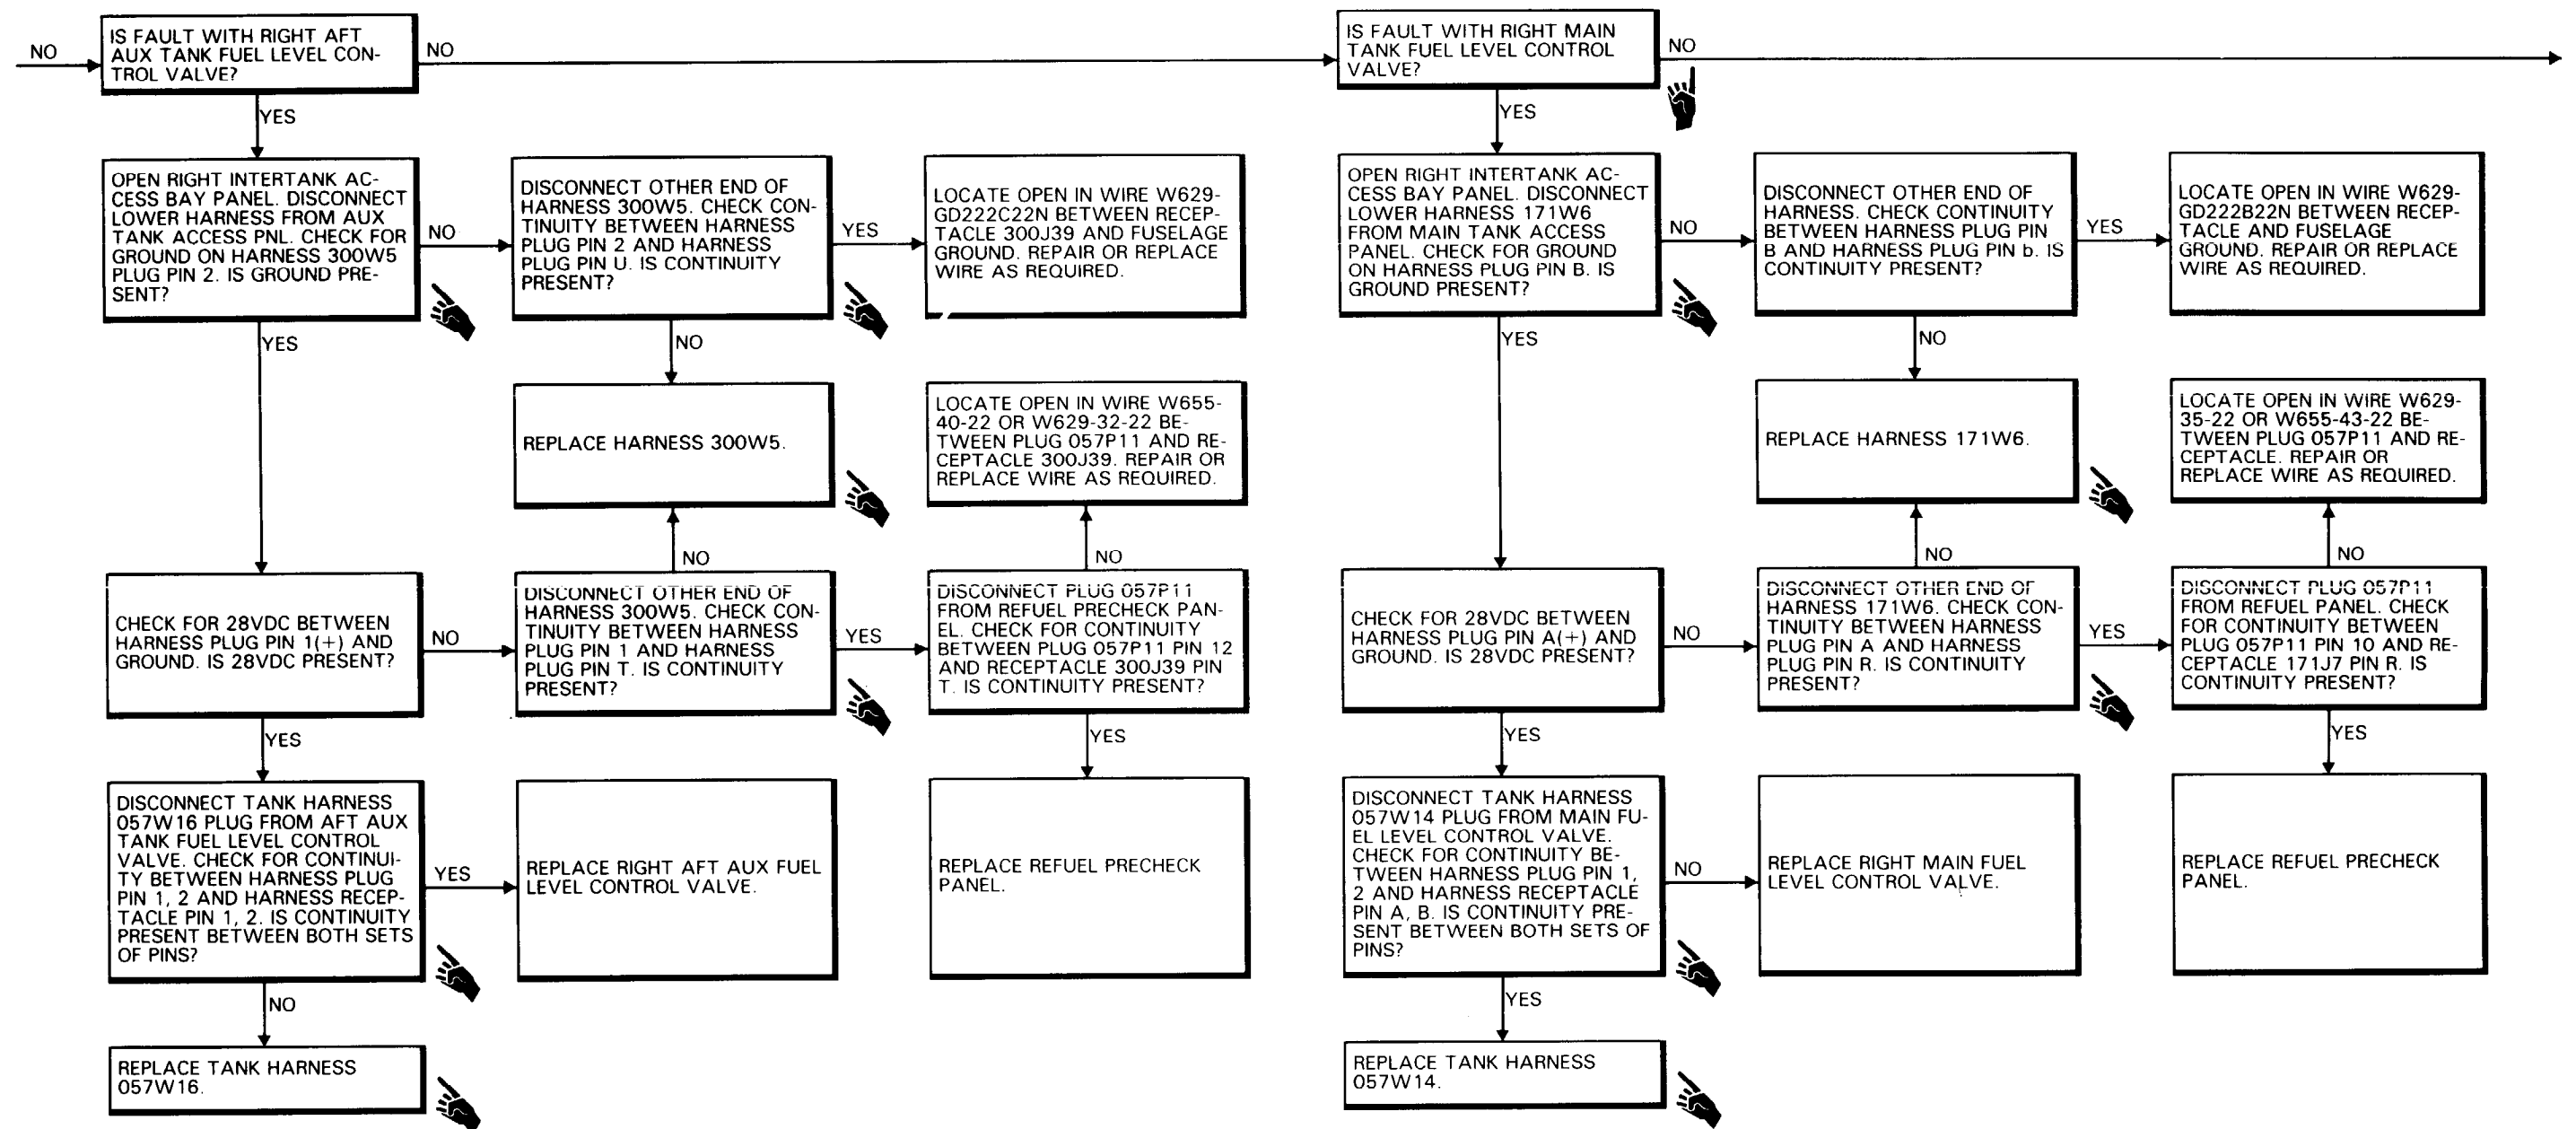 NO
IS FAULT WITH RIGHT AFT
AUX TANK FUEL LEVEL CON-
TROL VALVE?
NO
IS FAULT WITH RIGHT MAIN
TANK FUEL LEVEL CONTROL
VALVE?
NO
YES
YES
OPEN RIGHT INTERTANK AC-
CESS BAY PANEL. DISCONNECT
LOWER HARNESS FROM AUX
TANK ACCESS PNL. CHECK FOR
GROUND ON HARNESS 300W5
PLUG PIN 2. IS GROUND PRE-
SENT?
NO
DISCONNECT OTHER END OF
HARNESS 300W5. CHECK CON-
TINUITY BETWEEN HARNESS
PLUG PIN 2 AND HARNESS
PLUG PIN U. IS CONTINUITY
PRESENT?
YES
LOCATE OPEN IN WIRE W629-
GD222C22N BETWEEN RECEP-
TACLE 300J39 AND FUSELAGE
GROUND. REPAIR OR REPLACE
WIRE AS REQUIRED.
OPEN RIGHT INTERTANK AC-
CESS BAY PANEL. DISCONNECT
LOWER HARNESS 171W6
FROM MAIN TANK ACCESS
PANEL. CHECK FOR GROUND
ON HARNESS PLUG PIN B. IS
GROUND PRESENT?
NO
DISCONNECT OTHER END OF
HARNESS. CHECK CONTINUITY
BETWEEN HARNESS PLUG PIN
B AND HARNESS PLUG PIN b. IS
CONTINUITY PRESENT?
YES
LOCATE OPEN IN WIRE W629-
GD222B22N BETWEEN RECEP-
TACLE AND FUSELAGE
GROUND. REPAIR OR REPLACE
WIRE AS REQUIRED.
YES
NO
YES
NO
REPLACE HARNESS 300W5.
LOCATE OPEN IN WIRE W655-
40-22 OR W629-32-22 BE-
TWEEN PLUG 057P11 AND RE-
CEPTACLE 300J39. REPAIR OR
REPLACE WIRE AS REQUIRED.
REPLACE HARNESS 171W6.
LOCATE OPEN IN WIRE W629-
35-22 OR W655-43-22 BE-
TWEEN PLUG 057P11 AND RE-
CEPTACLE. REPAIR OR
REPLACE WIRE AS REQUIRED.
NO
NO
NO
NO
CHECK FOR 28VDC BETWEEN
HARNESS PLUG PIN 1(+) AND
GROUND. IS 28VDC PRESENT?
NO
DISCONNECT OTHER END OF
HARNESS 300W5. CHECK CON-
TINUITY BETWEEN HARNESS
PLUG PIN 1 AND HARNESS
PLUG PIN T. IS CONTINUITY
PRESENT?
YES
DISCONNECT PLUG 057P11
FROM REFUEL PRECHECK PAN-
EL. CHECK FOR CONTINUITY
BETWEEN PLUG 057P11 PIN 12
AND RECEPTACLE 300J39 PIN
T. IS CONTINUITY PRESENT?
CHECK FOR 28VDC BETWEEN
HARNESS PLUG PIN A(+) AND
GROUND. IS 28VDC PRESENT?
NO
DISCONNECT OTHER END OF
HARNESS 171W6. CHECK CON-
TINUITY BETWEEN HARNESS
PLUG PIN A AND HARNESS
PLUG PIN R. IS CONTINUITY
PRESENT?
YES
DISCONNECT PLUG 057P11
FROM REFUEL PANEL. CHECK
FOR CONTINUITY BETWEEN
PLUG 057P11 PIN 10 AND RE-
CEPTACLE 171J7 PIN R. IS
CONTINUITY PRESENT?
YES
YES
YES
YES
DISCONNECT TANK HARNESS
057W16 PLUG FROM AFT AUX
TANK FUEL LEVEL CONTROL
VALVE. CHECK FOR CONTINUI-
TY BETWEEN HARNESS PLUG
PIN 1, 2 AND HARNESS RECEP-
TACLE PIN 1, 2. IS CONTINUITY
PRESENT BETWEEN BOTH SETS
OF PINS?
YES
REPLACE RIGHT AFT AUX FUEL
LEVEL CONTROL VALVE.
REPLACE REFUEL PRECHECK
PANEL.
DISCONNECT TANK HARNESS
057W14 PLUG FROM MAIN FU-
EL LEVEL CONTROL VALVE.
CHECK FOR CONTINUITY BE-
TWEEN HARNESS PLUG PIN 1,
2 AND HARNESS RECEPTACLE
PIN A, B. IS CONTINUITY PRE-
SENT BETWEEN BOTH SETS OF
PINS?
NO
REPLACE RIGHT MAIN FUEL
LEVEL CONTROL VALVE.
REPLACE REFUEL PRECHECK
PANEL.
NO
YES
REPLACE TANK HARNESS
057W16.
REPLACE TANK HARNESS
057W14.